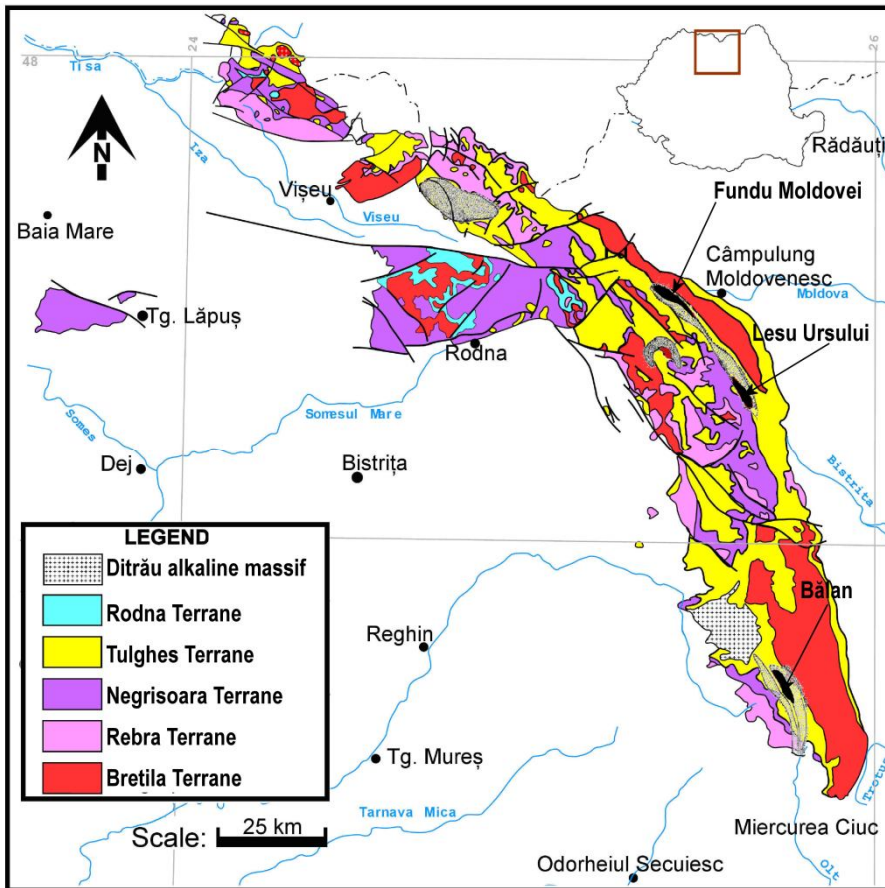 48
24
26
Tisa
Iza
N
Rădăuți
Vișeu
Viseu
Fundu Moldovei
Baia Mare
Câmpulung
Moldovenesc
Moldova
Tg. Lăpuș
Lesu Ursului
Rodna
Somes
Somesul Mare
Dej
Bistrița
Bistrita
LEGEND
Ditrău alkaline massif
Rodna Terrane
Tulghes Terrane
Negrisoara Terrane
Rebra Terrane
Bretila Terrane
Bălan
Reghin
Tg. Mureș
Trotus
Tarnava Mica
Scale: 25 km
Miercurea Ciuc
Odorheiul Secuiesc
Olt